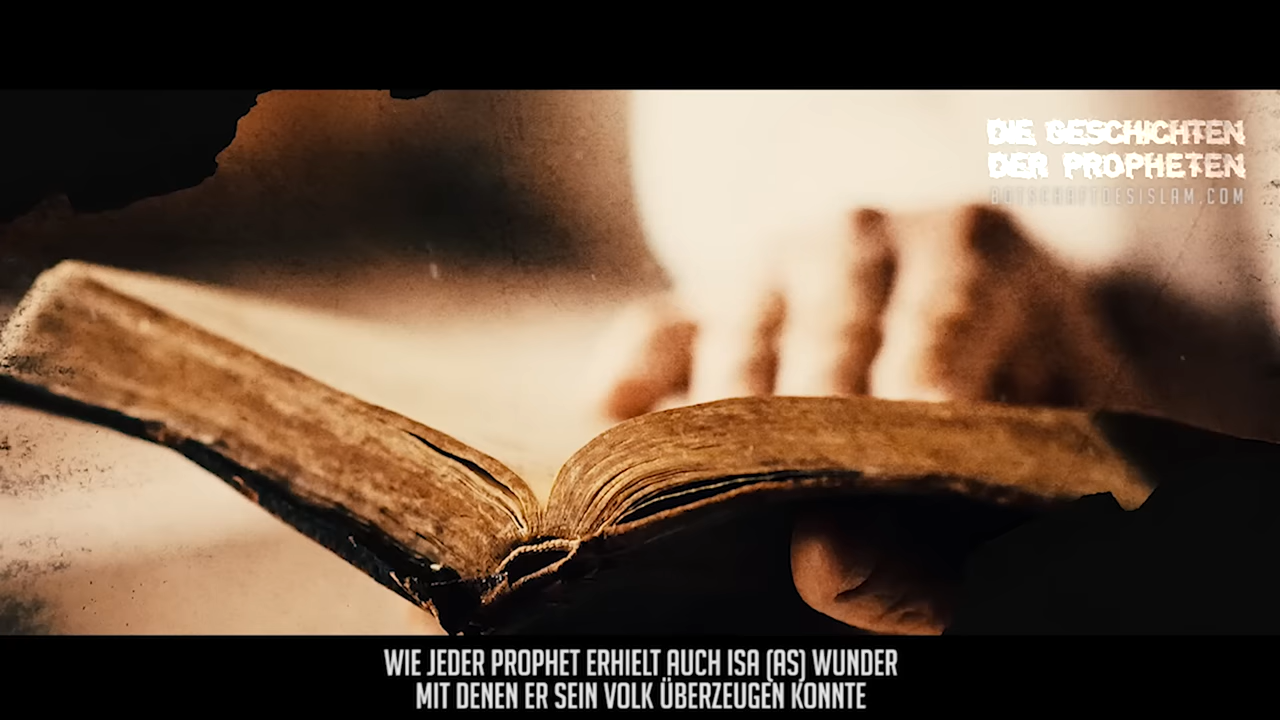 DIE GESCHICHTEN
DER PROPHETEN
BOTSCHAFTDESISLAM.COM
WIE JEDER PROPHET ERHIELT AUCH ISA (AS) WUNDER
MIT DENEN ER SEIN VOLK ÜBERZEUGEN KONNTE